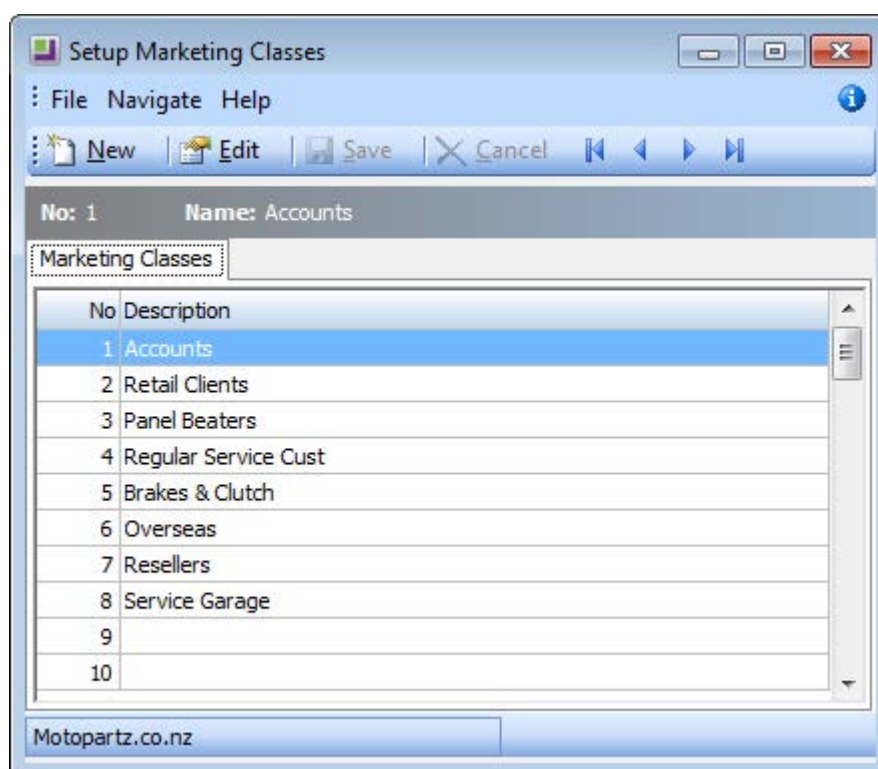 Setup Marketing Classes
File Navigate Help
New Edit Save Cancel
No: 1 Name: Accounts
Marketing Classes
No Description
1 Accounts
2 Retail Clients
3 Panel Beaters
4 Regular Service Cust
5 Brakes & Clutch
6 Overseas
7 Resellers
8 Service Garage
9
10
Motopartz.co.nz